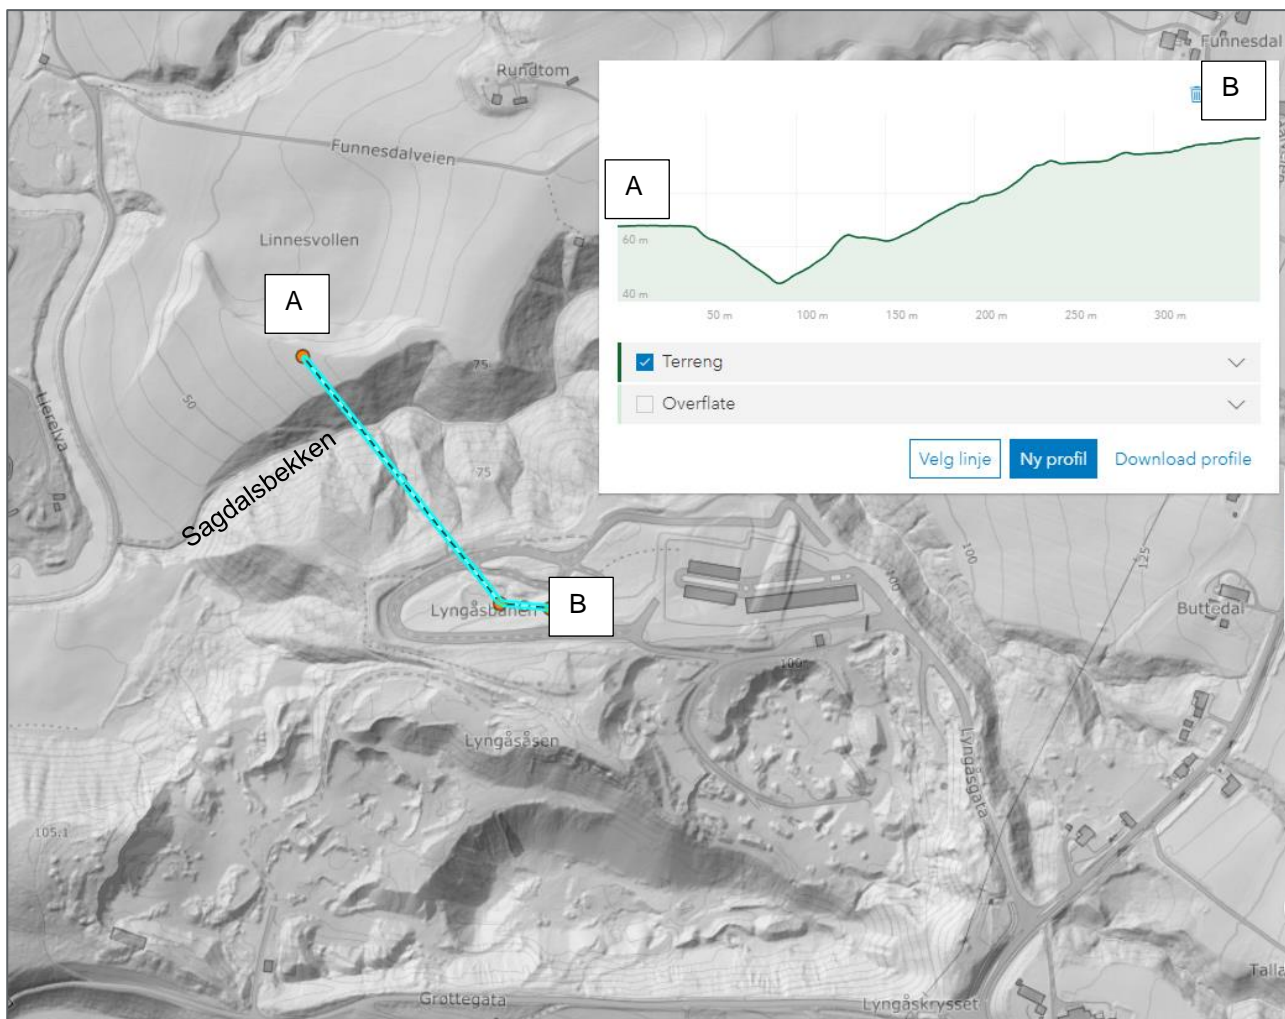 Funnesdal
Rundtom
B
Funnesdalveien
A
60 m
40 m
50 m 100 m 150 m 200 m 250 m 300 m
Linnesvollen
A
Terreng
Overflate
Velg linje Ny profil Download profile
75
50
Lierelva
Sagdalsbekken
75
100
125
100
Lyngåsbanen
B
Buttedal
100
Lyngåsåsen
Lyngåsgata
105,1
Talla
Grøttegata
Lyngåskrysset